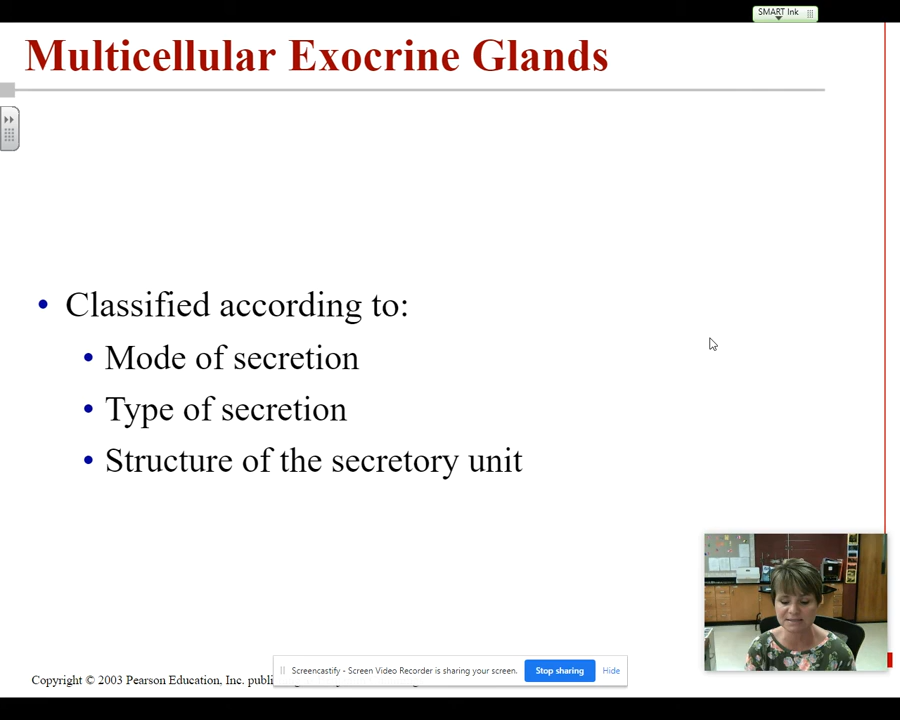 SMART Ink
Multicellular Exocrine Glands
• Classified according to:
• Mode of secretion
• Type of secretion
• Structure of the secretory unit
Screencastify - Screen Video Recorder is sharing your screen.
Stop sharing
Hide
Copyright © 2003 Pearson Education, Inc.